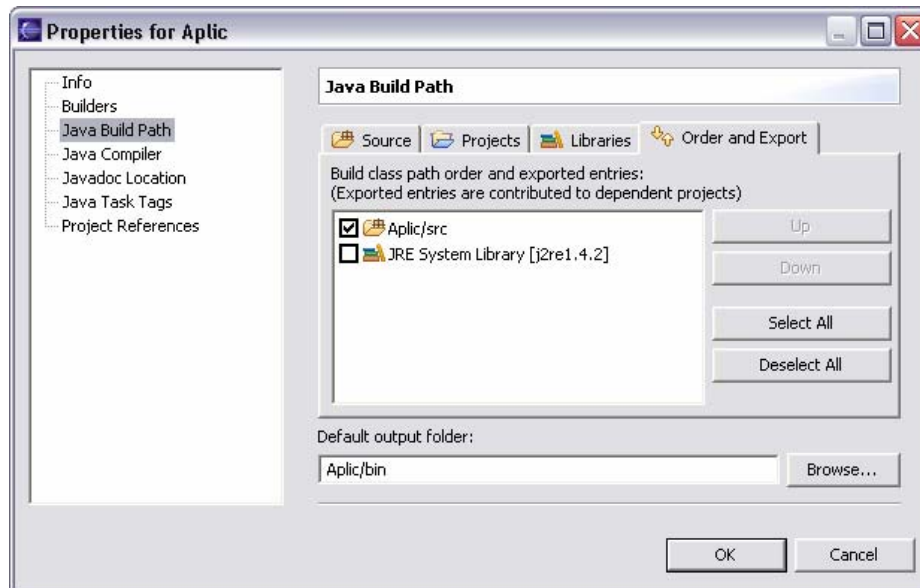 Properties for Aplic
Info
Builders
Java Build Path
Java Compiler
Javadoc Location
Java Task Tags
Project References
Java Build Path
Source
Projects
Libraries
Order and Export
Build class path order and exported entries:
(Exported entries are contributed to dependent projects)
Aplic/src
JRE System Library [j2re1.4.2]
Up
Down
Select All
Deselect All
Default output folder:
Aplic/bin
Browse...
OK
Cancel